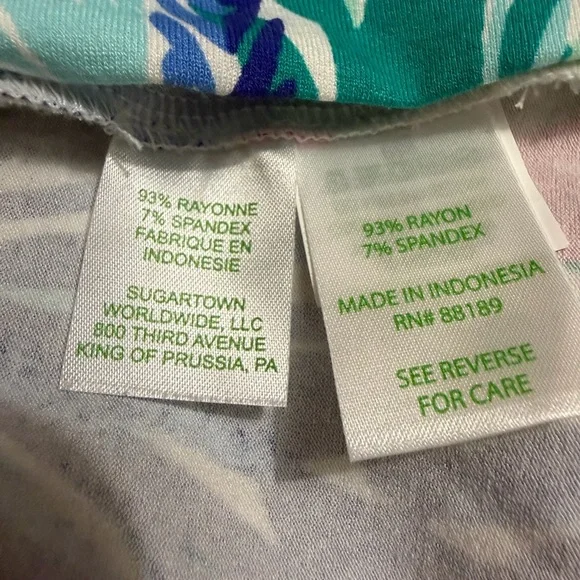 93% RAYONNE
7% SPANDEX
FABRIQUE EN
INDONESIE
SUGARTOWN
WORLDWIDE, LLC
800 THIRD AVENUE
KING OF PRUSSIA, PA
93% RAYON
7% SPANDEX
MADE IN INDONESIA
RN# 88189
SEE REVERSE
FOR CARE